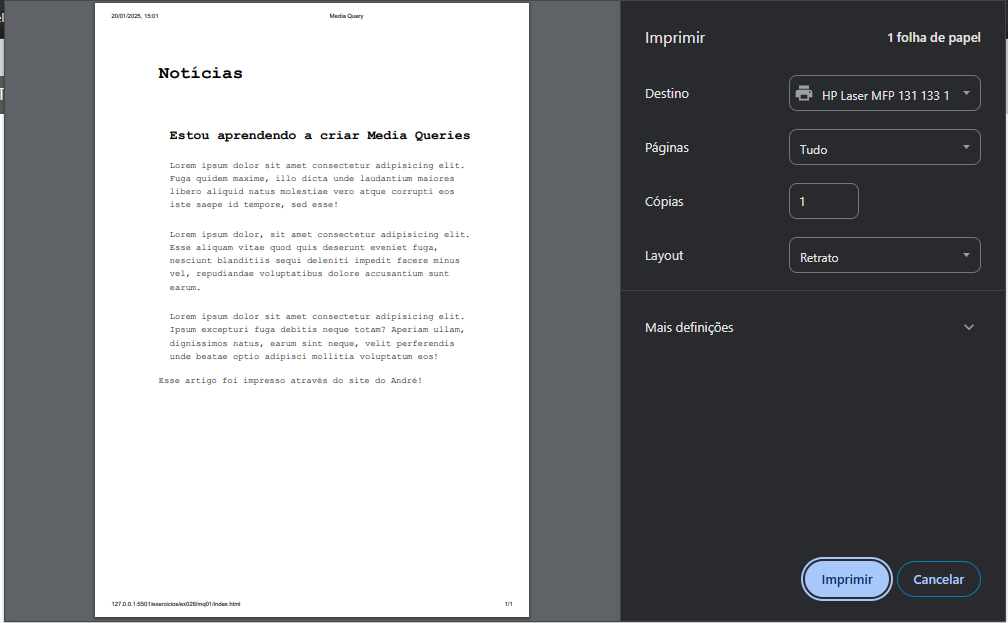 20/01/2025, 15:01
Media Query
Notícias
Estou aprendendo a criar Media Queries
Lorem ipsum dolor sit amet consectetur adipisicing elit.
Fuga quidem maxime, illo dicta unde laudantium maiores
libero aliquid natus molestiae vero atque corrupti eos
iste saepe id tempore, sed esse!
Lorem ipsum dolor, sit amet consectetur adipisicing elit.
Esse aliquam vitae quod quis deserunt eveniet fuga,
nesciunt blanditiis sequi deleniti impedit facere minus
vel, repudiandae voluptatibus dolore accusantium sunt
earum.
Lorem ipsum dolor sit amet consectetur adipisicing elit.
Ipsum excepturi fuga debitis neque totam? Aperiam ullam,
dignissimos natus, earum sint neque, velit perferendis
unde beatae optio adipisci mollitia voluptatum eos!
Esse artigo foi impresso através do site do André!
127.0.0.1:5501/exercicios/ex026/mq01/index.html
1/1
Imprimir
1 folha de papel
Destino
HP Laser MFP 131 133 1
Páginas
Tudo
Cópias
1
Layout
Retrato
Mais definições
Imprimir
Cancelar